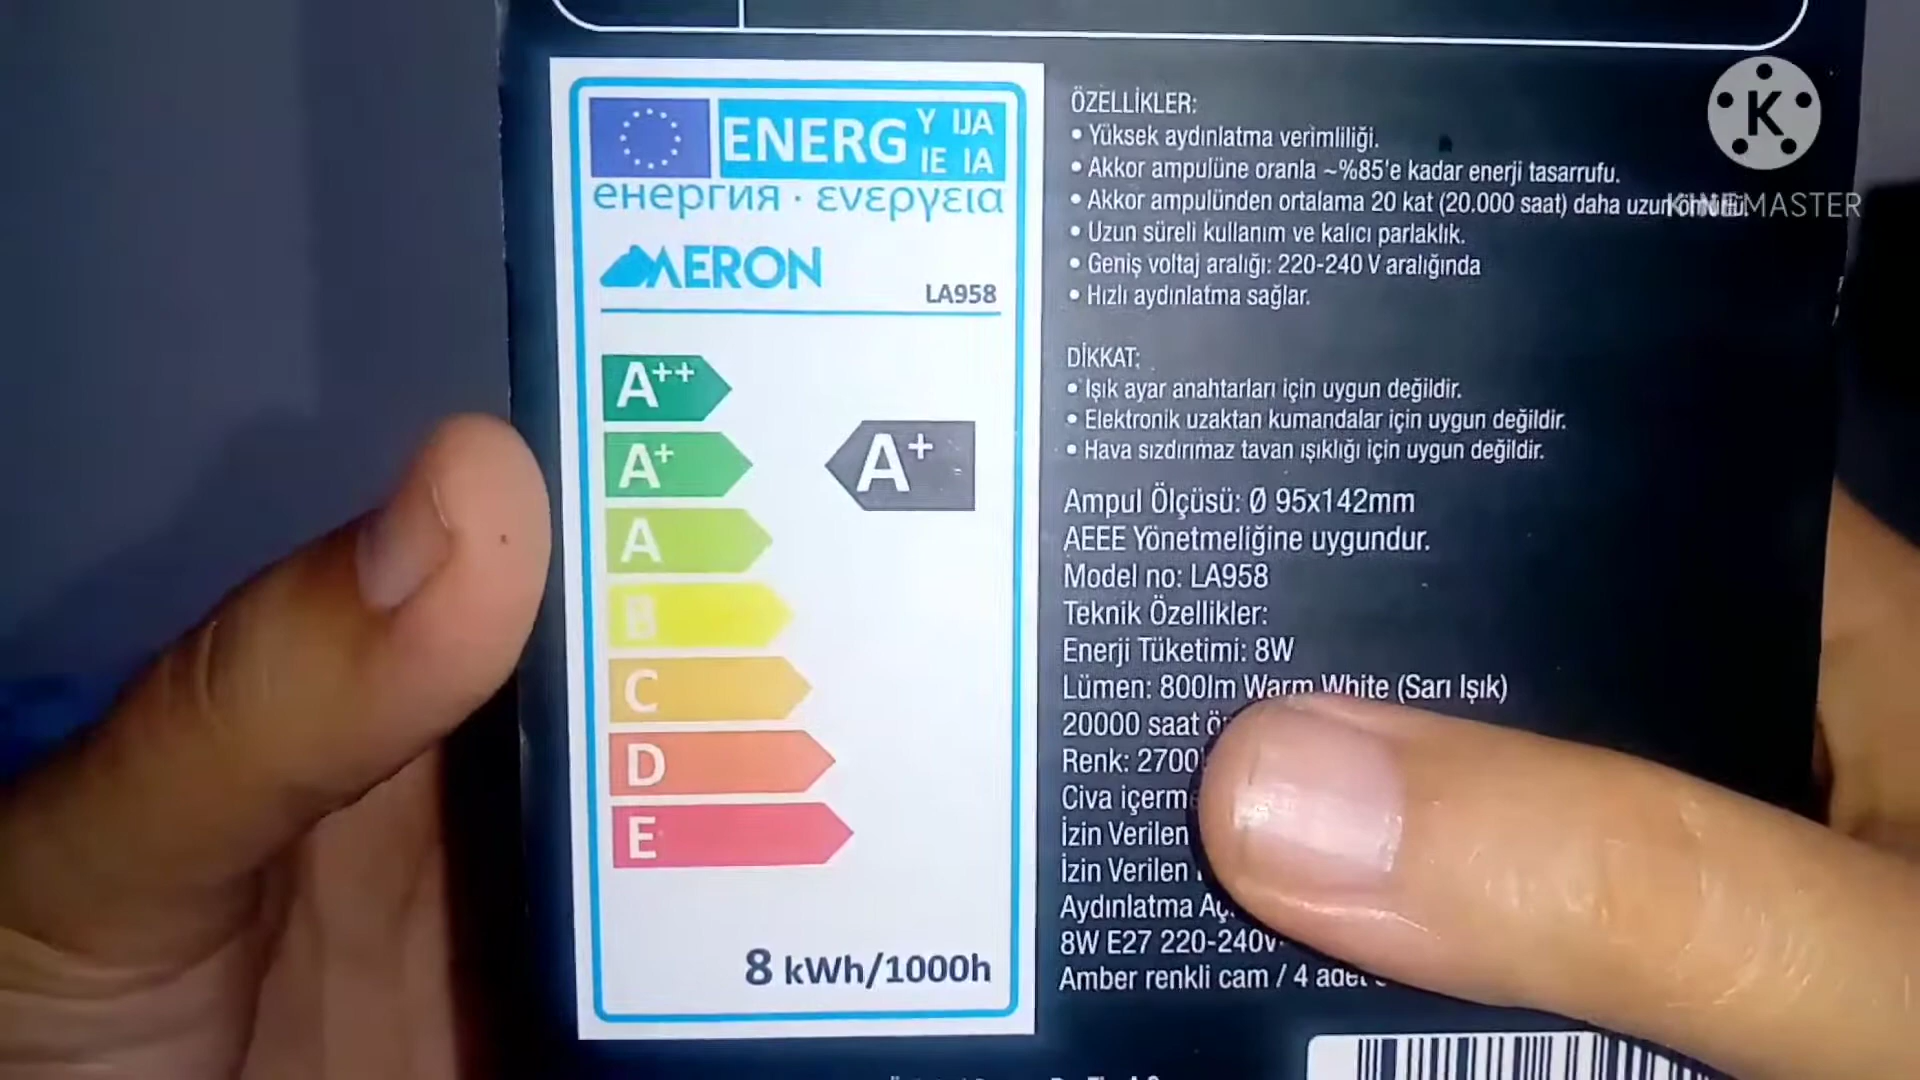 ENERG Y IJA
IE IA
енергия · ενεργεια
MERON
LA958
A++
A+
A+
A
B
C
D
E
8 kWh/1000h
ÖZELLİKLER:
• Yüksek aydınlatma verimliliği.
• Akkor ampulüne oranla ~%85'e kadar enerji tasarrufu.
• Akkor ampulünden ortalama 20 kat (20.000 saat) daha uzun ömürlü.
• Uzun süreli kullanım ve kalıcı parlaklık.
• Geniş voltaj aralığı: 220-240 V aralığında
• Hızlı aydınlatma sağlar.
DİKKAT:
• Işık ayar anahtarları için uygun değildir.
• Elektronik uzaktan kumandalar için uygun değildir.
• Hava sızdırımaz tavan ışıklığı için uygun değildir.
Ampul Ölçüsü: Ø 95x142mm
AEEE Yönetmeliğine uygundur.
Model no: LA958
Teknik Özellikler:
Enerji Tüketimi: 8W
Lümen: 800lm Warm White (Sarı Işık)
20000 saat
Renk: 2700
Civa
İzin Verilen
İzin Verilen
Aydınlatma
8W E27 220-240v
Amber renkli cam / 4 adet
K
KINEMASTER